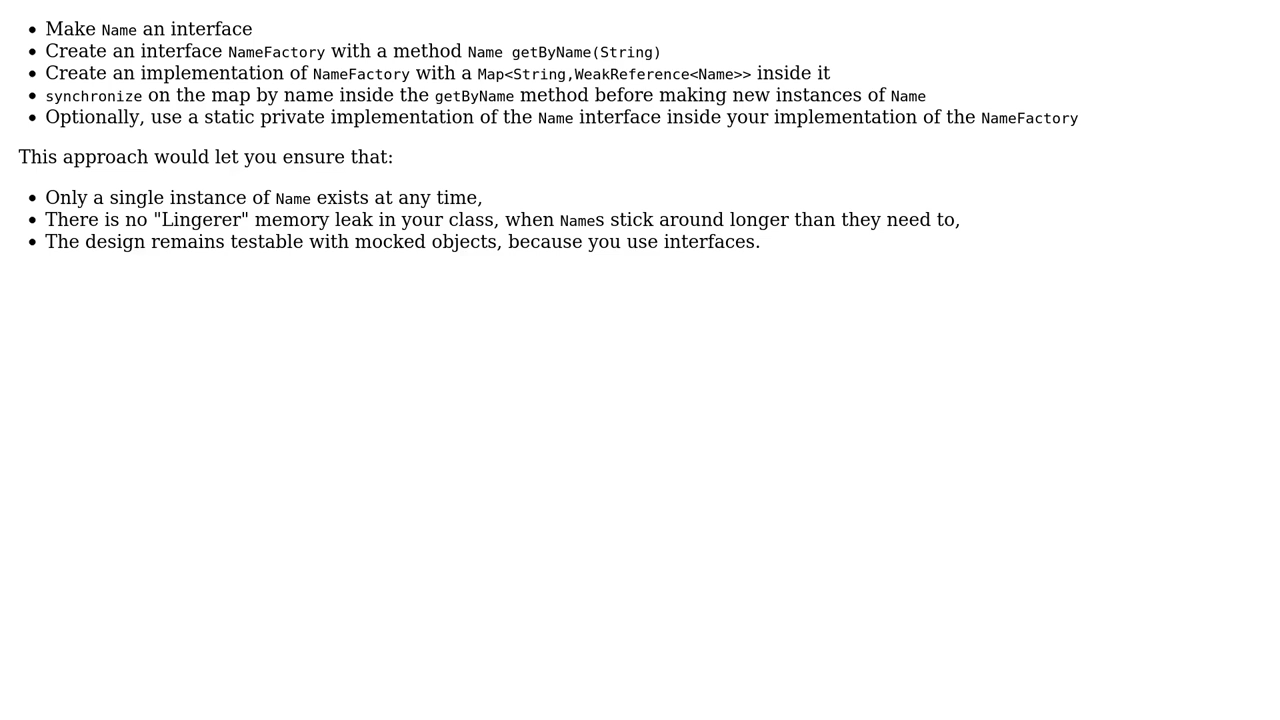 • Make Name an interface
• Create an interface NameFactory with a method Name getByName(String)
• Create an implementation of NameFactory with a Map<String,WeakReference<Name>> inside it
• synchronize on the map by name inside the getByName method before making new instances of Name
• Optionally, use a static private implementation of the Name interface inside your implementation of the NameFactory
This approach would let you ensure that:
• Only a single instance of Name exists at any time,
• There is no "Lingerer" memory leak in your class, when Names stick around longer than they need to,
• The design remains testable with mocked objects, because you use interfaces.